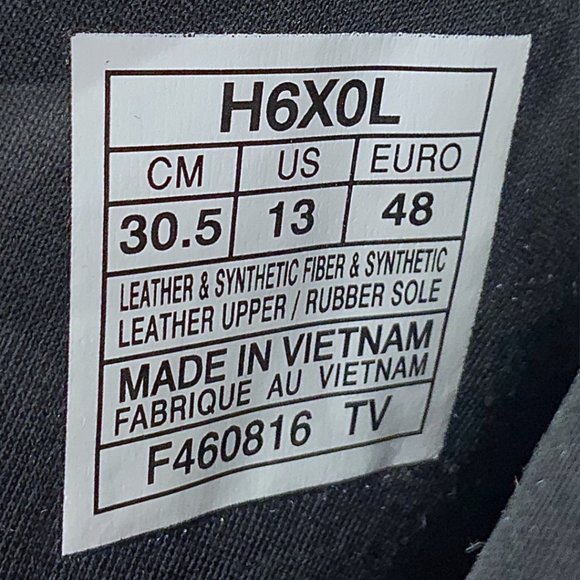 H6X0L
CM US EURO
30.5 13 48
LEATHER & SYNTHETIC FIBER & SYNTHETIC
LEATHER UPPER / RUBBER SOLE
MADE IN VIETNAM
FABRIQUE AU VIETNAM
F460816 TV